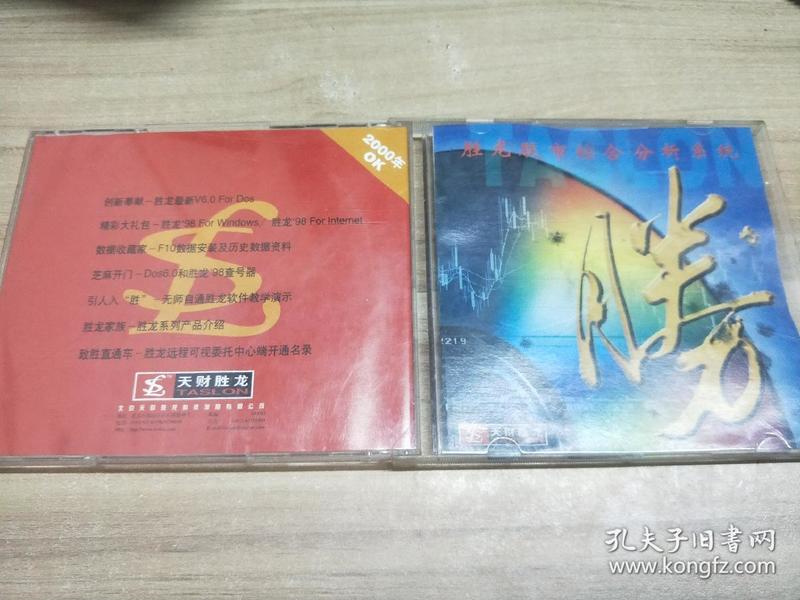 2000年
OK
创新奉献－胜龙最新V6.0 For Dos
精彩大礼包－胜龙'98 For Windows，胜龙'98 For Internet
数据收藏家－F10数据安装及历史数据资料
芝麻开门－Dos6.0和胜龙'98查号器
引人入“胜”－无师自通胜龙软件教学演示
胜龙家族－胜龙系列产品介绍
致胜直通车－胜龙远程可视委托中心端开通名录
天财胜龙
TASLON
胜龙股市综合分析系统
TASLON
胜
1219
天财胜龙
孔夫子旧书网
www.kongfz.com